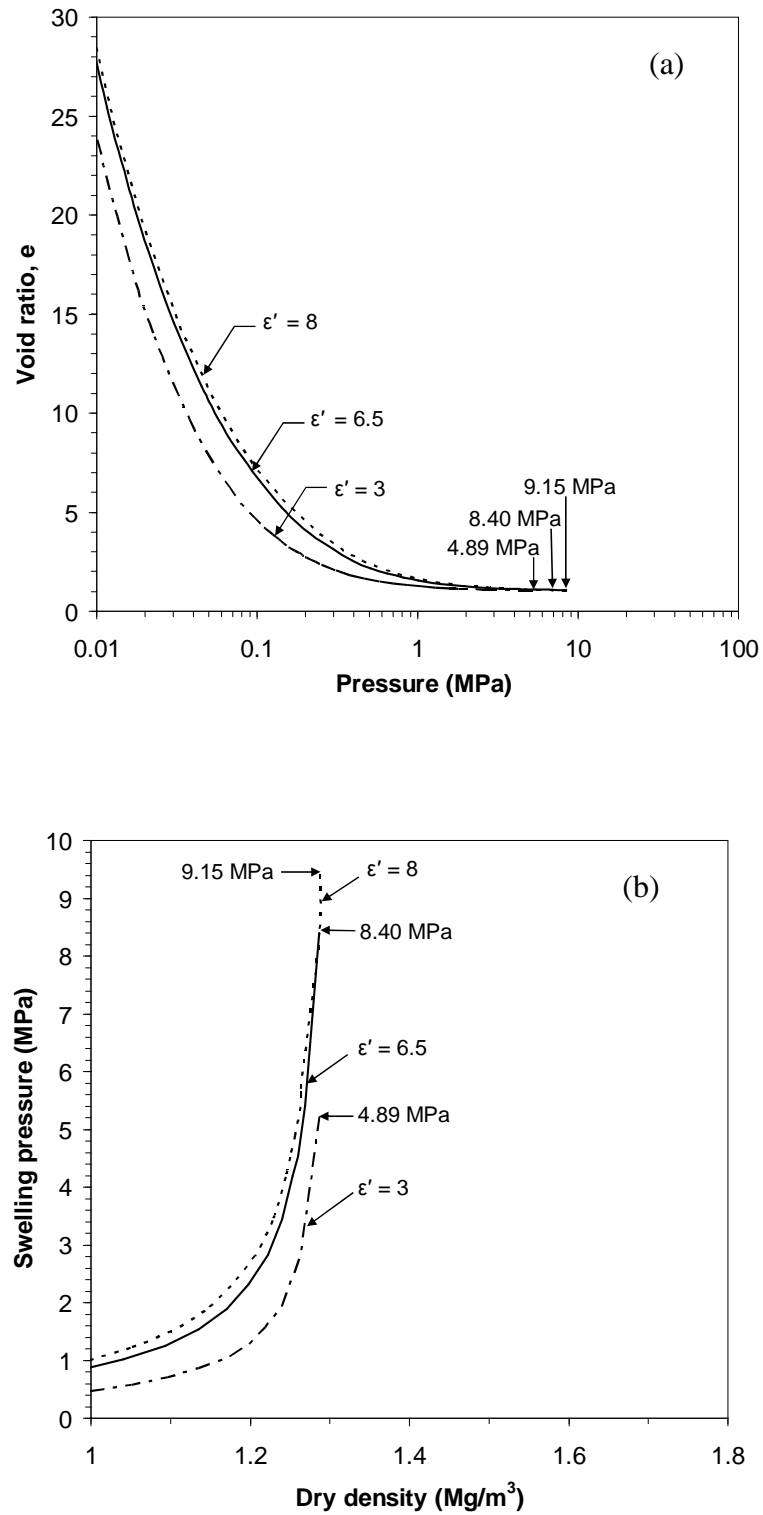 30
(a)
25
20
Void ratio, e
15
ε′ = 8
10
ε′ = 6.5
ε′ = 3
9.15 MPa
5
8.40 MPa
4.89 MPa
0
0.01 0.1 1 10 100
Pressure (MPa)
10
9.15 MPa
ε′ = 8
(b)
9
8.40 MPa
8
7
Swelling pressure (MPa)
ε′ = 6.5
6
4.89 MPa
5
4
ε′ = 3
3
2
1
0
1 1.2 1.4 1.6 1.8
Dry density (Mg/m³)